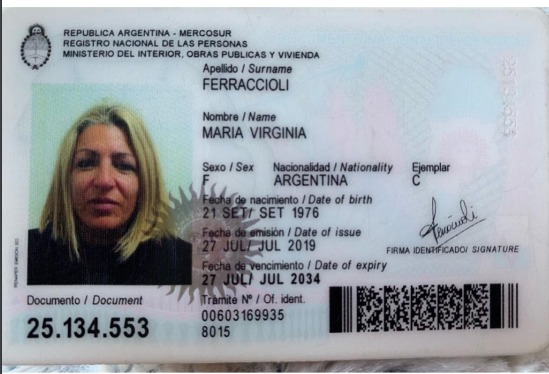 REPUBLICA ARGENTINA - MERCOSUR
REGISTRO NACIONAL DE LAS PERSONAS
MINISTERIO DEL INTERIOR, OBRAS PUBLICAS Y VIVIENDA
Apellido / Surname
FERRACCIOLI
Nombre / Name
MARIA VIRGINIA
Sexo / Sex Nacionalidad / Nationality Ejemplar
F ARGENTINA C
Fecha de nacimiento / Date of birth
21 SET/ SET 1976
Fecha de emisión / Date of issue
27 JUL/ JUL 2019
FIRMA IDENTIFICADO/ SIGNATURE
Fecha de vencimiento / Date of expiry
27 JUL/ JUL 2034
Documento / Document
25.134.553
Tramite Nº / Of. ident.
00603169935
8015